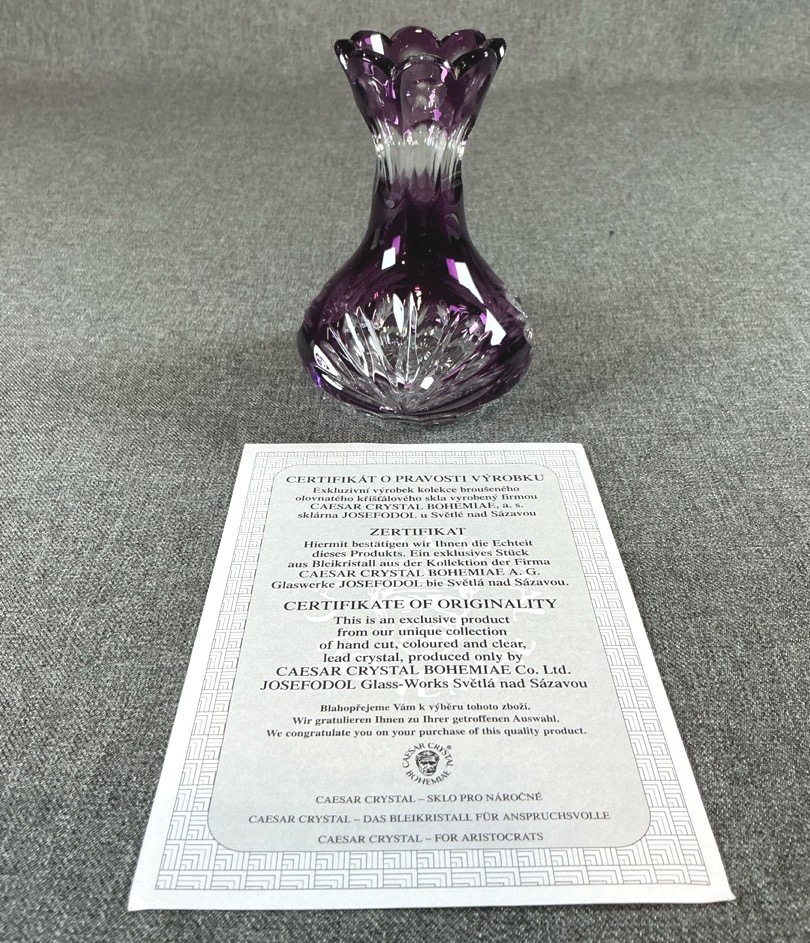 CERTIFIKÁT O PRAVOSTI VÝROBKU
Exkluzivní výrobek kolekce broušeného
olovnatého křišťálového skla vyrobený firmou
CAESAR CRYSTAL BOHEMIAE, a. s.
sklárna JOSEFODOL u Světlé nad Sázavou
ZERTIFIKAT
Hiermit bestätigen wir Ihnen die Echteit
dieses Produkts. Ein exklusives Stück
aus Bleikristall aus der Kollektion der Firma
CAESAR CRYSTAL BOHEMIAE A. G.
Glaswerke JOSEFODOL bie Světlá nad Sázavou.
CERTIFIKATE OF ORIGINALITY
This is an exclusive product
from our unique collection
of hand cut, coloured and clear,
lead crystal, produced only by
CAESAR CRYSTAL BOHEMIAE Co. Ltd.
JOSEFODOL Glass-Works Světlá nad Sázavou
Blahopřejeme Vám k výběru tohoto zboží.
Wir gratulieren Ihnen zu Ihrer getroffenen Auswahl.
We congratulate you on your purchase of this quality product.
CAESAR CRYSTAL®
BOHEMIAE
CAESAR CRYSTAL – SKLO PRO NÁROČNÉ
CAESAR CRYSTAL – DAS BLEIKRISTALL FÜR ANSPRUCHSVOLLE
CAESAR CRYSTAL – FOR ARISTOCRATS